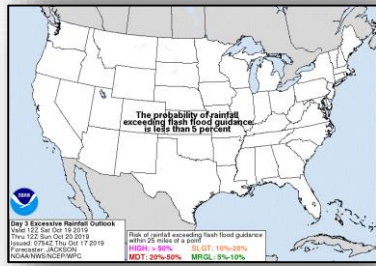 The probability of rainfall
exceeding flash flood guidance
is less than 5 percent
NOAA
Day 3 Excessive Rainfall Outlook
Valid 12Z Sat Oct 19 2019
Thru 12Z Sun Oct 20 2019
Issued: 0754Z Thu Oct 17 2019
Forecaster: JACKSON
NOAA/NWS/NCEP/WPC
Risk of rainfall exceeding flash flood guidance
within 25 miles of a point
HIGH: > 50% SLGT: 10%-20%
MDT: 20%-50% MRGL: 5%-10%